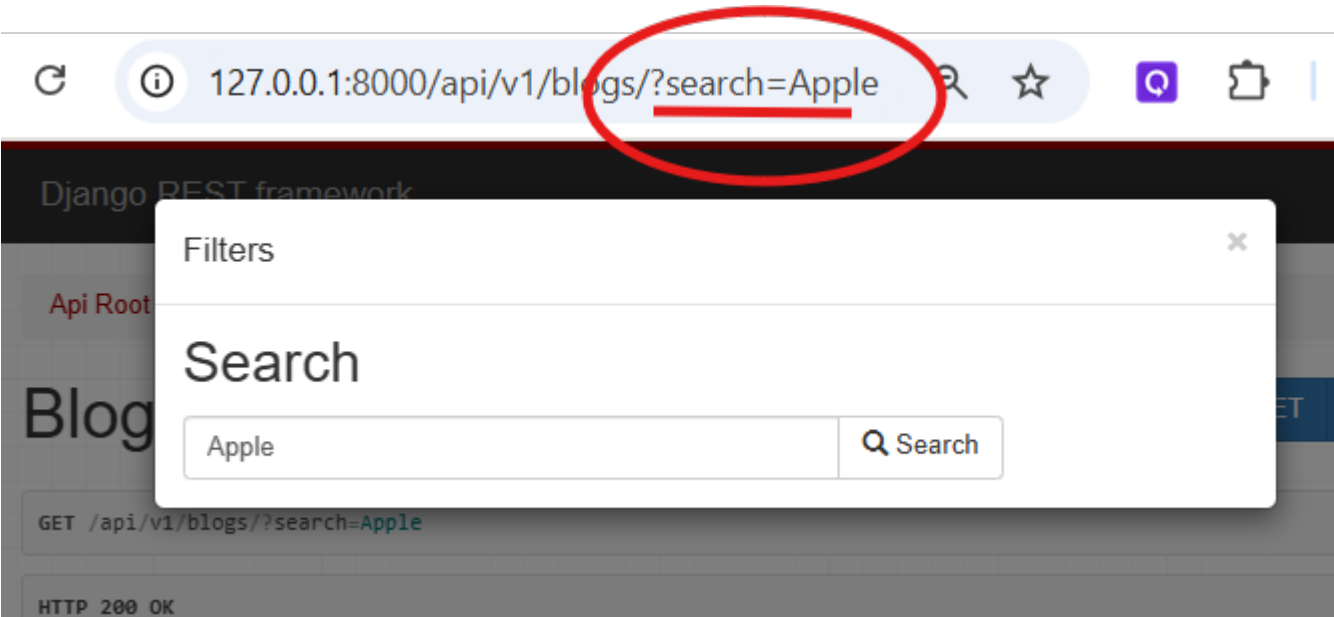 127.0.0.1:8000/api/v1/blogs/?search=Apple
Django REST framework
Filters ×
Api Root
Search
Blog
Apple Search
ET
GET /api/v1/blogs/?search=Apple
HTTP 200 OK